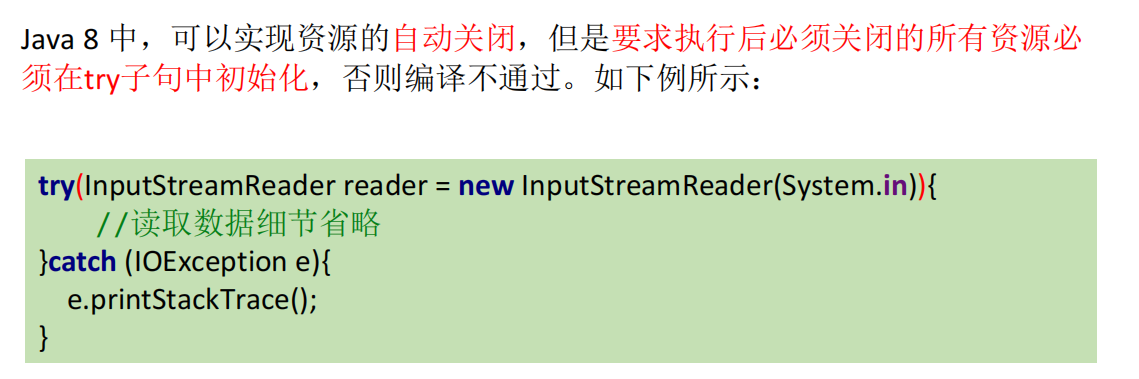 Java 8 中，可以实现资源的自动关闭，但是要求执行后必须关闭的所有资源必
须在try子句中初始化，否则编译不通过。如下例所示：
try(InputStreamReader reader = new InputStreamReader(System.in)){
//读取数据细节省略
}catch (IOException e){
e.printStackTrace();
}